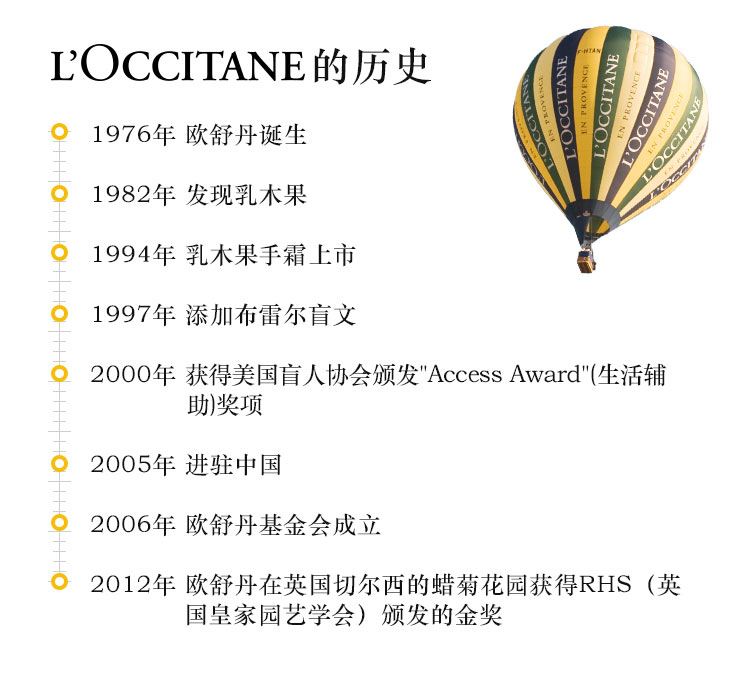 L'OCCITANE的历史
1976年 欧舒丹诞生
1982年 发现乳木果
1994年 乳木果手霜上市
1997年 添加布雷尔盲文
2000年 获得美国盲人协会颁发"Access Award"(生活辅
助)奖项
2005年 进驻中国
2006年 欧舒丹基金会成立
2012年 欧舒丹在英国切尔西的蜡菊花园获得RHS（英
国皇家园艺学会）颁发的金奖
F-HTAN
L'OCCITANE
EN PROVENCE
L'OCCITANE
EN PROVENCE
L'OCCITANE
EN PROVENCE
L'OCCITANE
EN PROVENCE
L'OCCITANE